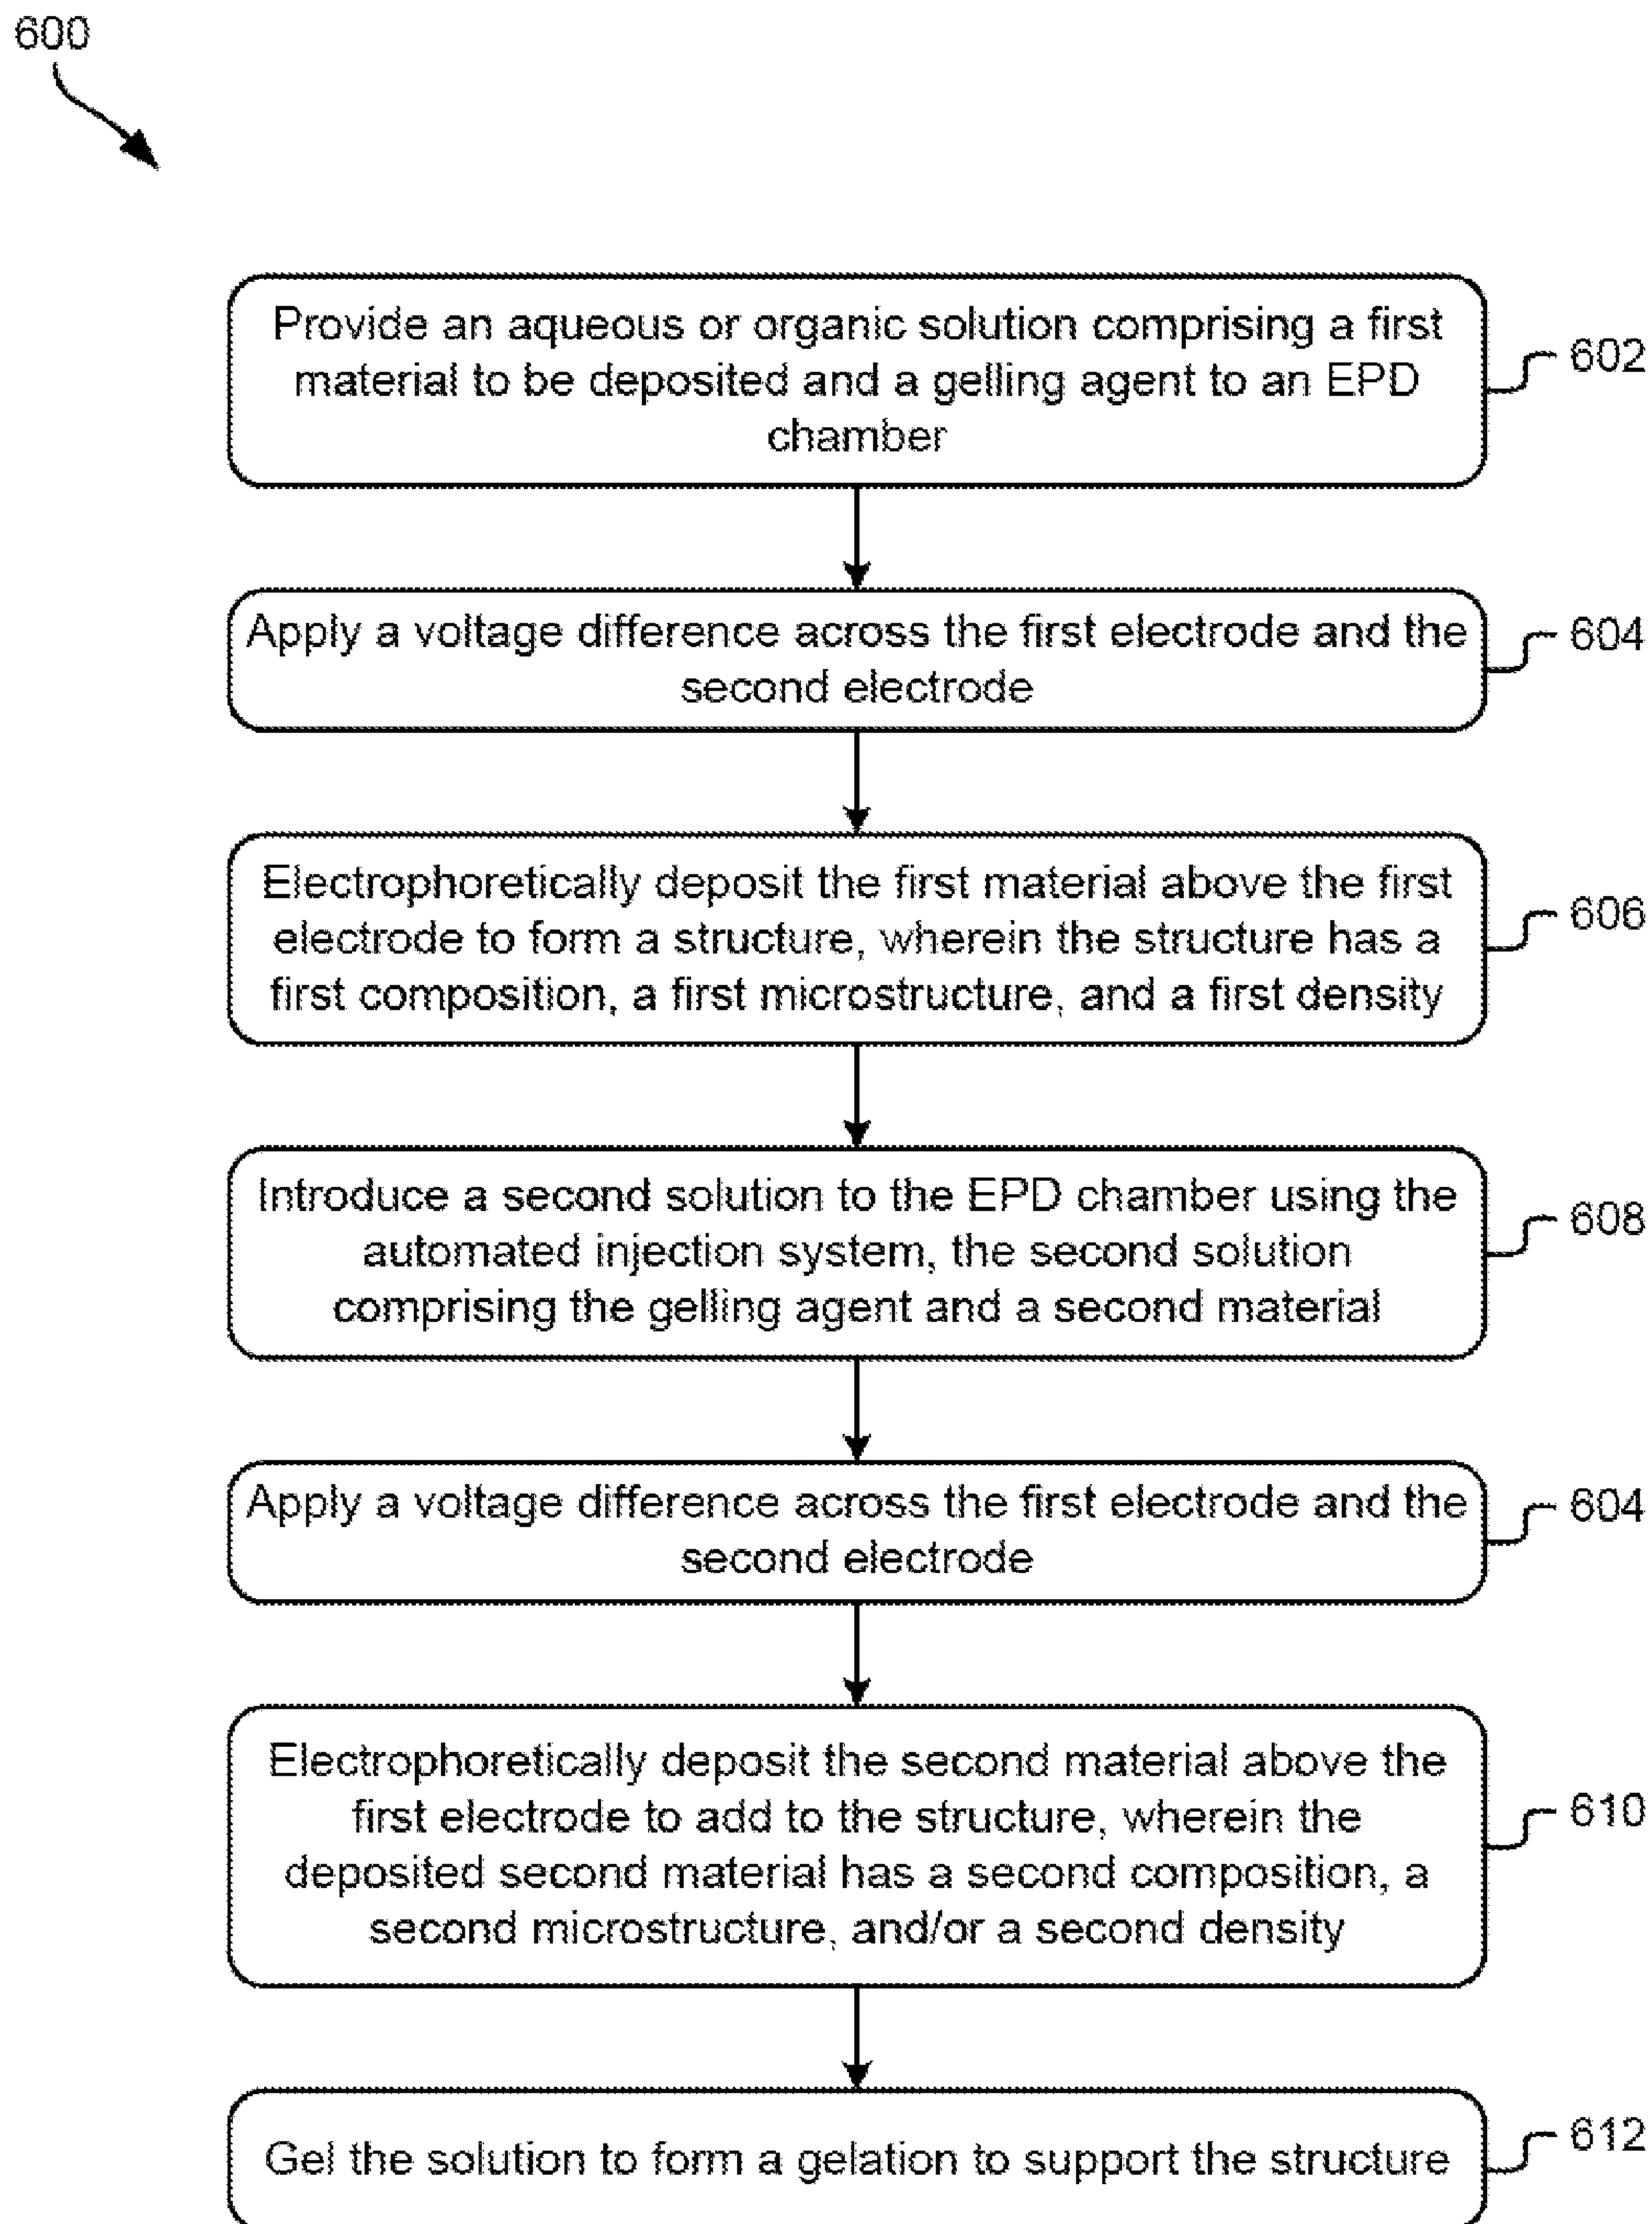 600
Provide an aqueous or organic solution comprising a first
material to be deposited and a gelling agent to an EPD
chamber
602
Apply a voltage difference across the first electrode and the
second electrode
604
Electrophoretically deposit the first material above the first
electrode to form a structure, wherein the structure has a
first composition, a first microstructure, and a first density
606
Introduce a second solution to the EPD chamber using the
automated injection system, the second solution
comprising the gelling agent and a second material
608
Apply a voltage difference across the first electrode and the
second electrode
604
Electrophoretically deposit the second material above the
first electrode to add to the structure, wherein the
deposited second material has a second composition, a
second microstructure, and/or a second density
610
Gel the solution to form a gelation to support the structure
612